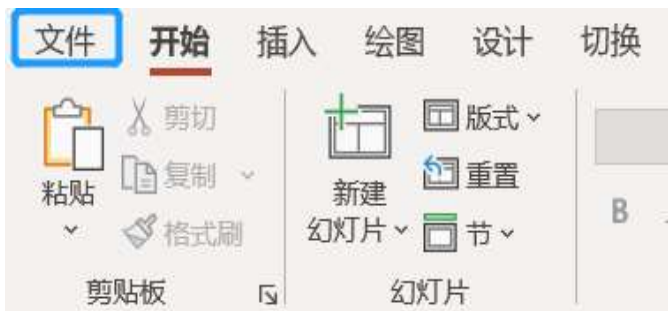 文件 开始 插入 绘图 设计 切换
剪切 版式
复制 重置
粘贴 新建
格式刷 幻灯片 节 B
剪贴板 幻灯片